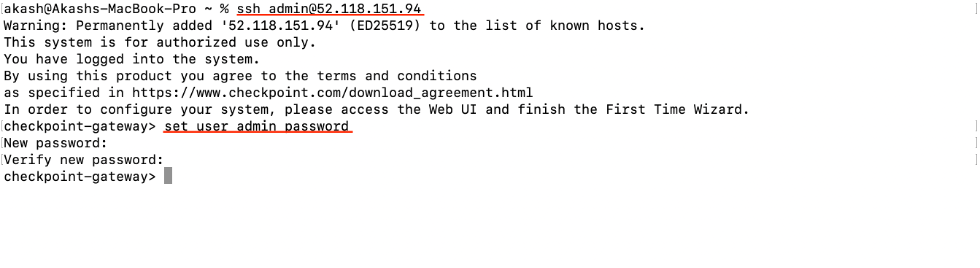 akash@Akashs-MacBook-Pro ~ % ssh admin@52.118.151.94
Warning: Permanently added '52.118.151.94' (ED25519) to the list of known hosts.
This system is for authorized use only.
You have logged into the system.
By using this product you agree to the terms and conditions
as specified in https://www.checkpoint.com/download_agreement.html
In order to configure your system, please access the Web UI and finish the First Time Wizard.
checkpoint-gateway> set user admin password
New password:
Verify new password:
checkpoint-gateway>